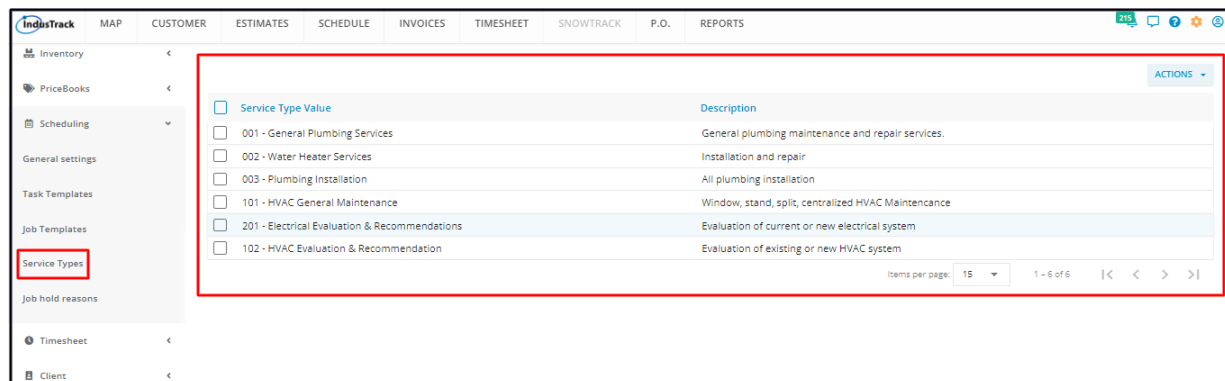 IndusTrack MAP CUSTOMER ESTIMATES SCHEDULE INVOICES TIMESHEET SNOWTRACK P.O. REPORTS 215
Inventory
PriceBooks
Scheduling
General settings
Task Templates
Job Templates
Service Types
Job hold reasons
Timesheet
Client
ACTIONS
Service Type Value Description
001 - General Plumbing Services General plumbing maintenance and repair services.
002 - Water Heater Services Installation and repair
003 - Plumbing Installation All plumbing installation
101 - HVAC General Maintenance Window, stand, split, centralized HVAC Maintencance
201 - Electrical Evaluation & Recommendations Evaluation of current or new electrical system
102 - HVAC Evaluation & Recommendation Evaluation of existing or new HVAC system
Items per page: 15 1 – 6 of 6